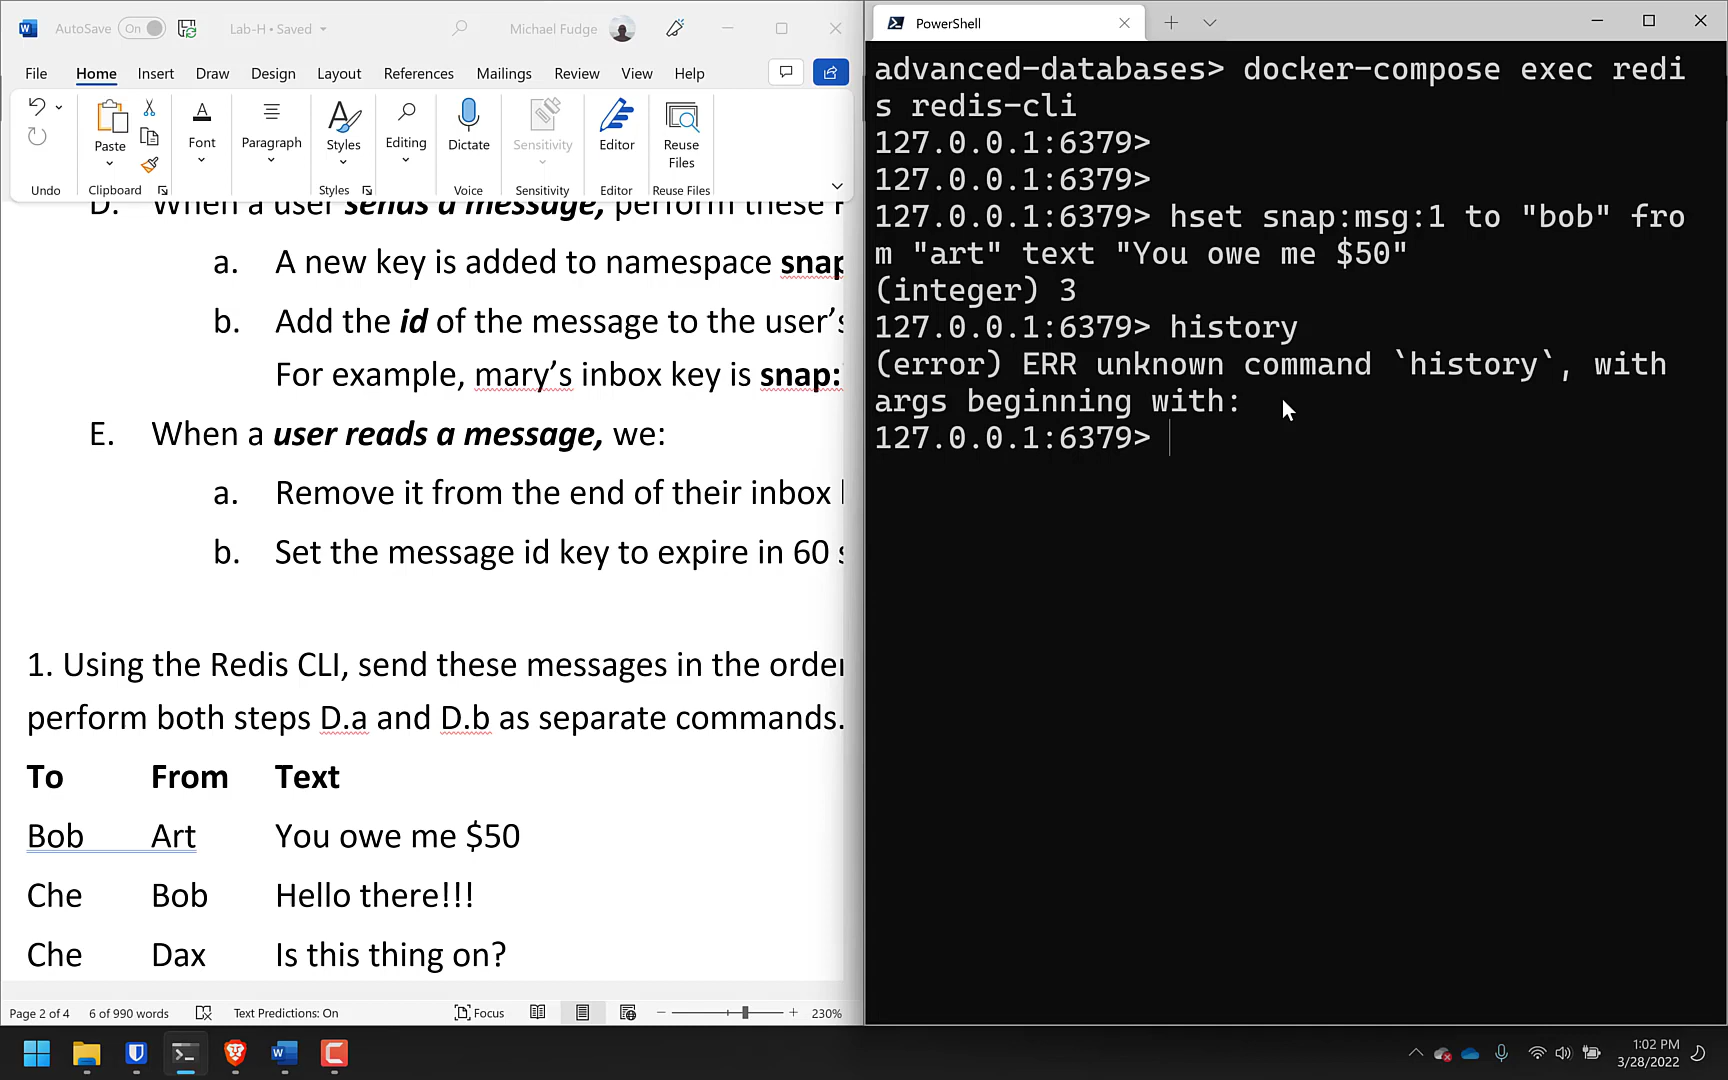 AutoSave On Lab-H • Saved Michael Fudge
File Home Insert Draw Design Layout References Mailings Review View Help
Paste Font Paragraph Styles Editing Dictate Sensitivity Editor Reuse Files
Undo Clipboard Styles Voice Sensitivity Editor Reuse Files
D. When a user sends a message, perform these
a. A new key is added to namespace snap
b. Add the id of the message to the user's
For example, mary's inbox key is snap:
E. When a user reads a message, we:
a. Remove it from the end of their inbox
b. Set the message id key to expire in 60
1. Using the Redis CLI, send these messages in the order
perform both steps D.a and D.b as separate commands.
To From Text
Bob Art You owe me $50
Che Bob Hello there!!!
Che Dax Is this thing on?
Page 2 of 4 6 of 990 words Text Predictions: On Focus 230%
PowerShell
advanced-databases> docker-compose exec redi
s redis-cli
127.0.0.1:6379>
127.0.0.1:6379>
127.0.0.1:6379> hset snap:msg:1 to "bob" fro
m "art" text "You owe me $50"
(integer) 3
127.0.0.1:6379> history
(error) ERR unknown command `history`, with
args beginning with:
127.0.0.1:6379>
1:02 PM
3/28/2022